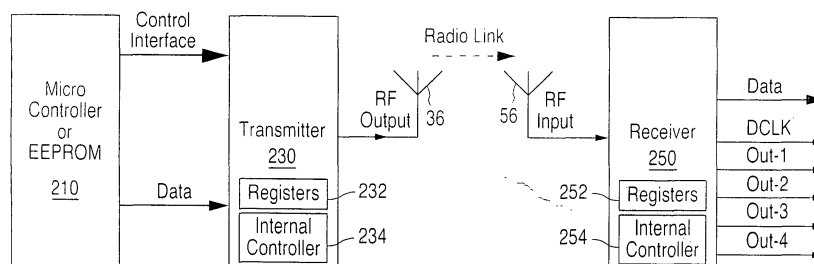 Control
Interface
Micro
Controller
or
EEPROM
210
Data
Transmitter
230
Registers
232
Internal
Controller
234
RF
Output
36
Radio Link
56
RF
Input
Receiver
250
252
Registers
254
Internal
Controller
Data
DCLK
Out-1
Out-2
Out-3
Out-4